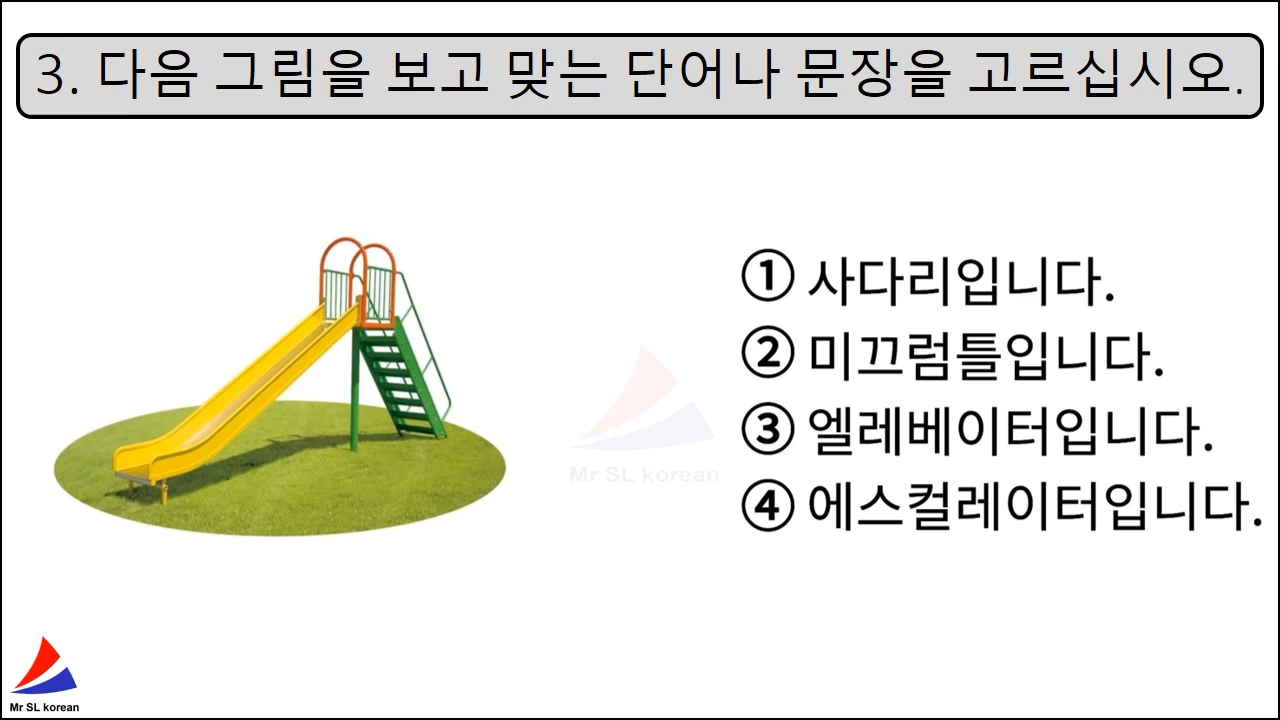 3. 다음 그림을 보고 맞는 단어나 문장을 고르십시오.
① 사다리입니다.
② 미끄럼틀입니다.
③ 엘레베이터입니다.
④ 에스컬레이터입니다.
Mr SL korean
Mr SL korean